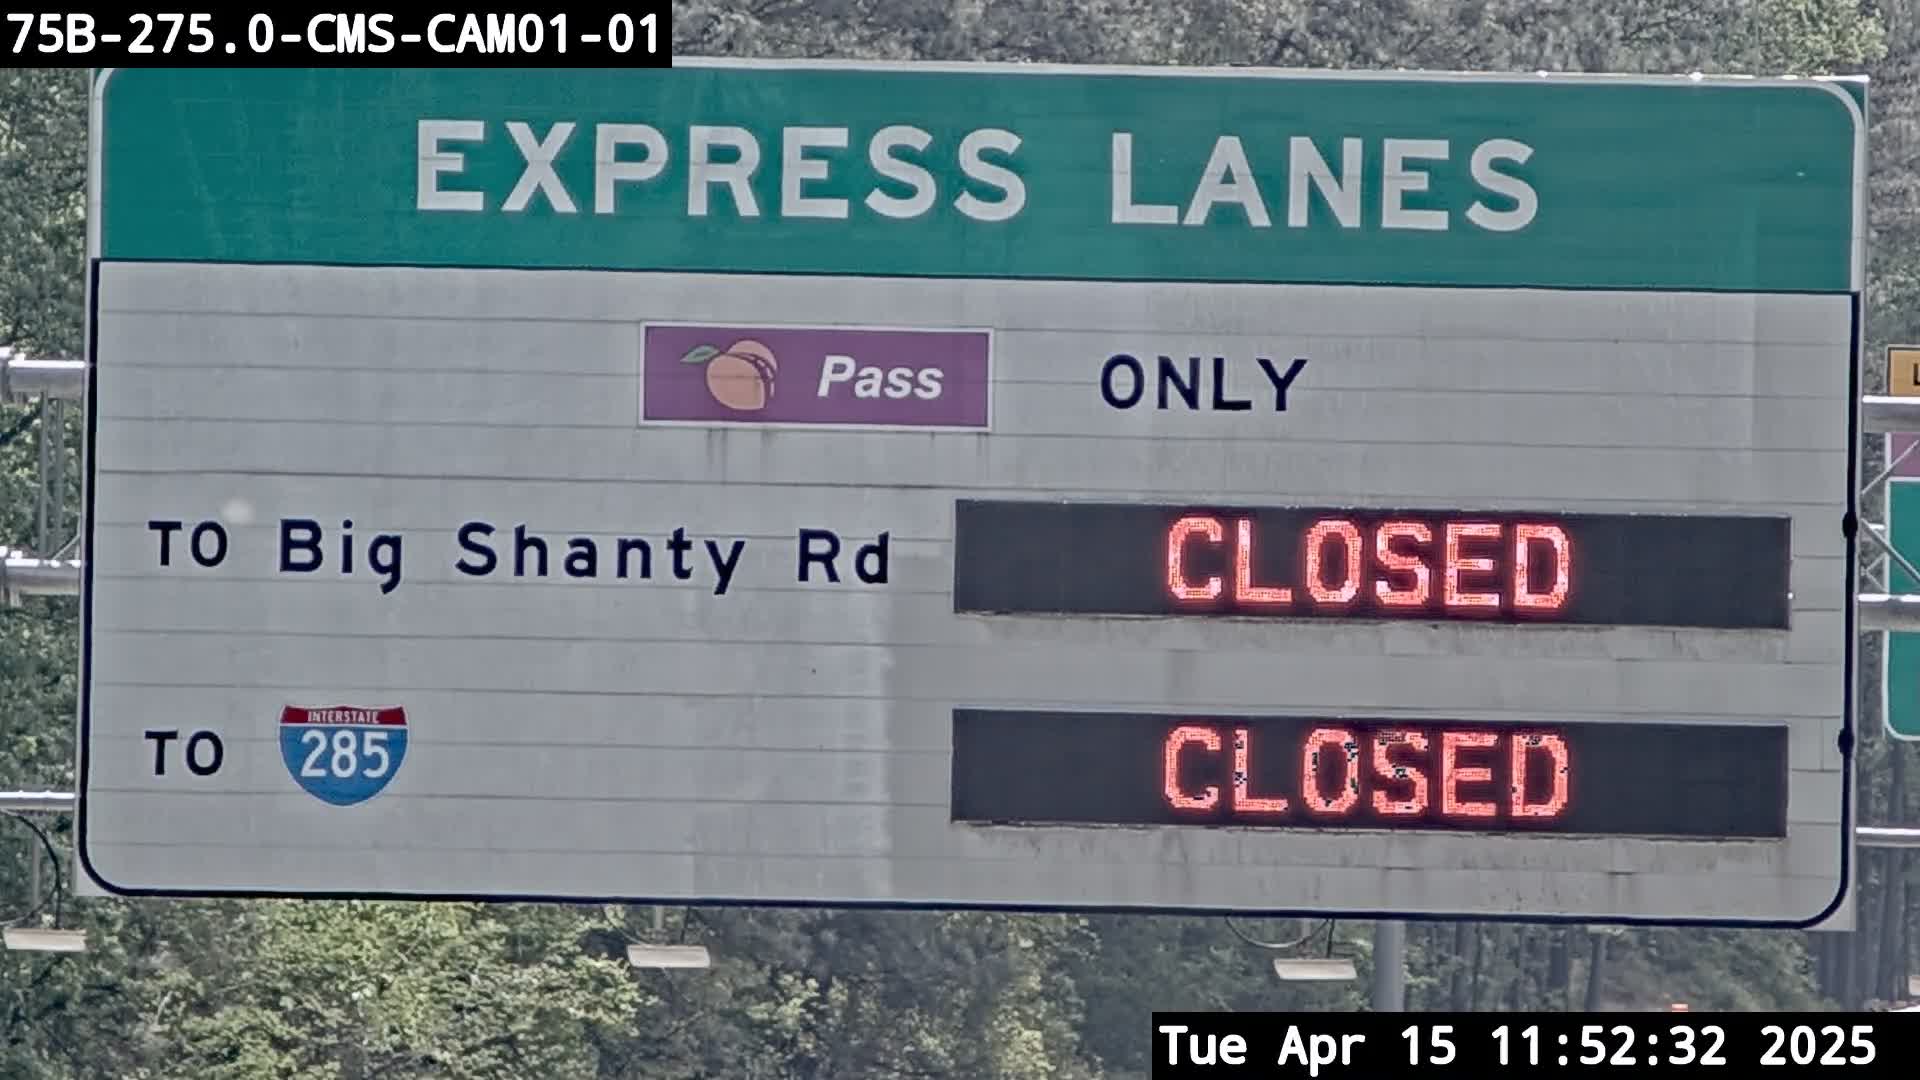 75B-275.0-CMS-CAM01-01
EXPRESS LANES
Pass ONLY
TO Big Shanty Rd CLOSED
TO INTERSTATE 285 CLOSED
Tue Apr 15 11:52:32 2025